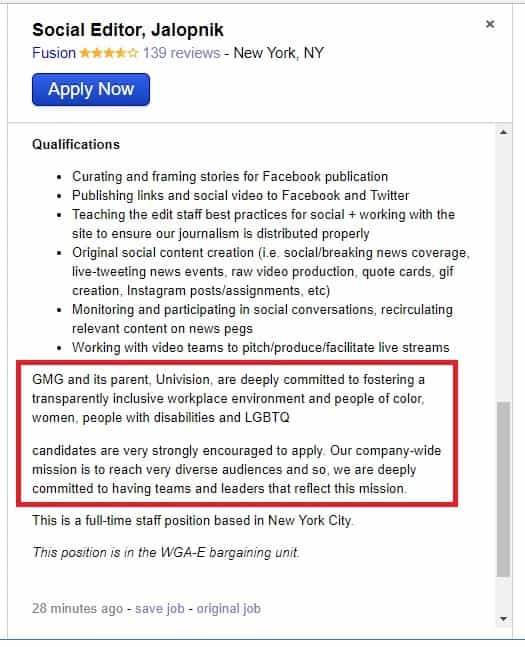 Social Editor, Jalopnik
Fusion 139 reviews - New York, NY
Apply Now
Qualifications
• Curating and framing stories for Facebook publication
• Publishing links and social video to Facebook and Twitter
• Teaching the edit staff best practices for social + working with the
site to ensure our journalism is distributed properly
• Original social content creation (i.e. social/breaking news coverage,
live-tweeting news events, raw video production, quote cards, gif
creation, Instagram posts/assignments, etc)
• Monitoring and participating in social conversations, recirculating
relevant content on news pegs
• Working with video teams to pitch/produce/facilitate live streams
GMG and its parent, Univision, are deeply committed to fostering a
transparently inclusive workplace environment and people of color,
women, people with disabilities and LGBTQ
candidates are very strongly encouraged to apply. Our company-wide
mission is to reach very diverse audiences and so, we are deeply
committed to having teams and leaders that reflect this mission.
This is a full-time staff position based in New York City.
This position is in the WGA-E bargaining unit.
28 minutes ago - save job - original job